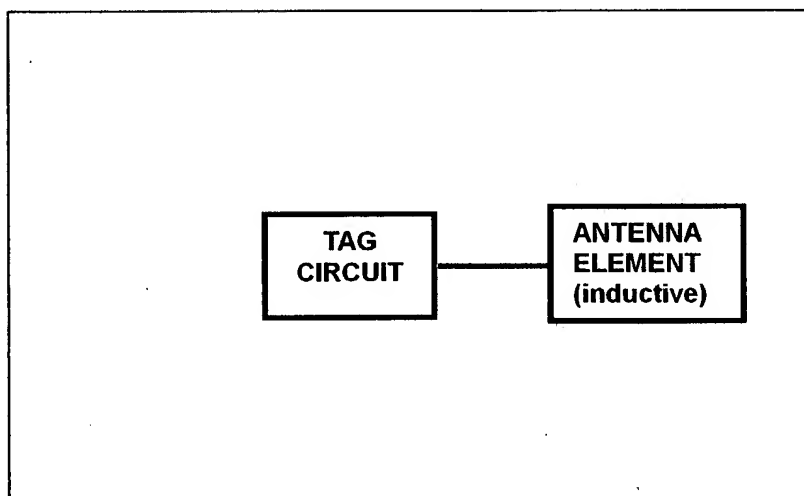 TAG
CIRCUIT
ANTENNA
ELEMENT
(inductive)